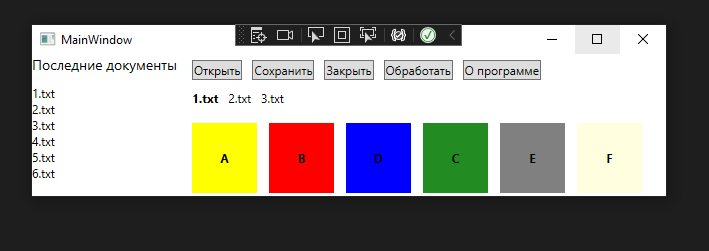 MainWindow
Последние документы
1.txt
2.txt
3.txt
4.txt
5.txt
6.txt
Открыть Сохранить Закрыть Обработать О программе
1.txt 2.txt 3.txt
A B D C E F